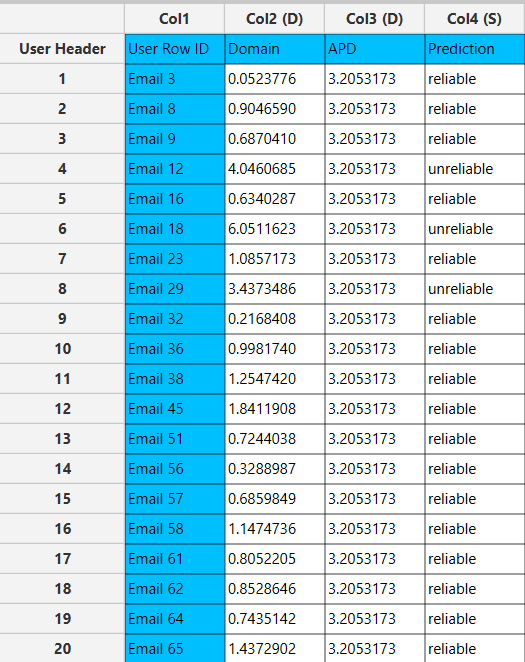 Col1 Col2 (D) Col3 (D) Col4 (S)
User Header User Row ID Domain APD Prediction
1 Email 3 0.0523776 3.2053173 reliable
2 Email 8 0.9046590 3.2053173 reliable
3 Email 9 0.6870410 3.2053173 reliable
4 Email 12 4.0460685 3.2053173 unreliable
5 Email 16 0.6340287 3.2053173 reliable
6 Email 18 6.0511623 3.2053173 unreliable
7 Email 23 1.0857173 3.2053173 reliable
8 Email 29 3.4373486 3.2053173 unreliable
9 Email 32 0.2168408 3.2053173 reliable
10 Email 36 0.9981740 3.2053173 reliable
11 Email 38 1.2547420 3.2053173 reliable
12 Email 45 1.8411908 3.2053173 reliable
13 Email 51 0.7244038 3.2053173 reliable
14 Email 56 0.3288987 3.2053173 reliable
15 Email 57 0.6859849 3.2053173 reliable
16 Email 58 1.1474736 3.2053173 reliable
17 Email 61 0.8052205 3.2053173 reliable
18 Email 62 0.8528646 3.2053173 reliable
19 Email 64 0.7435142 3.2053173 reliable
20 Email 65 1.4372902 3.2053173 reliable